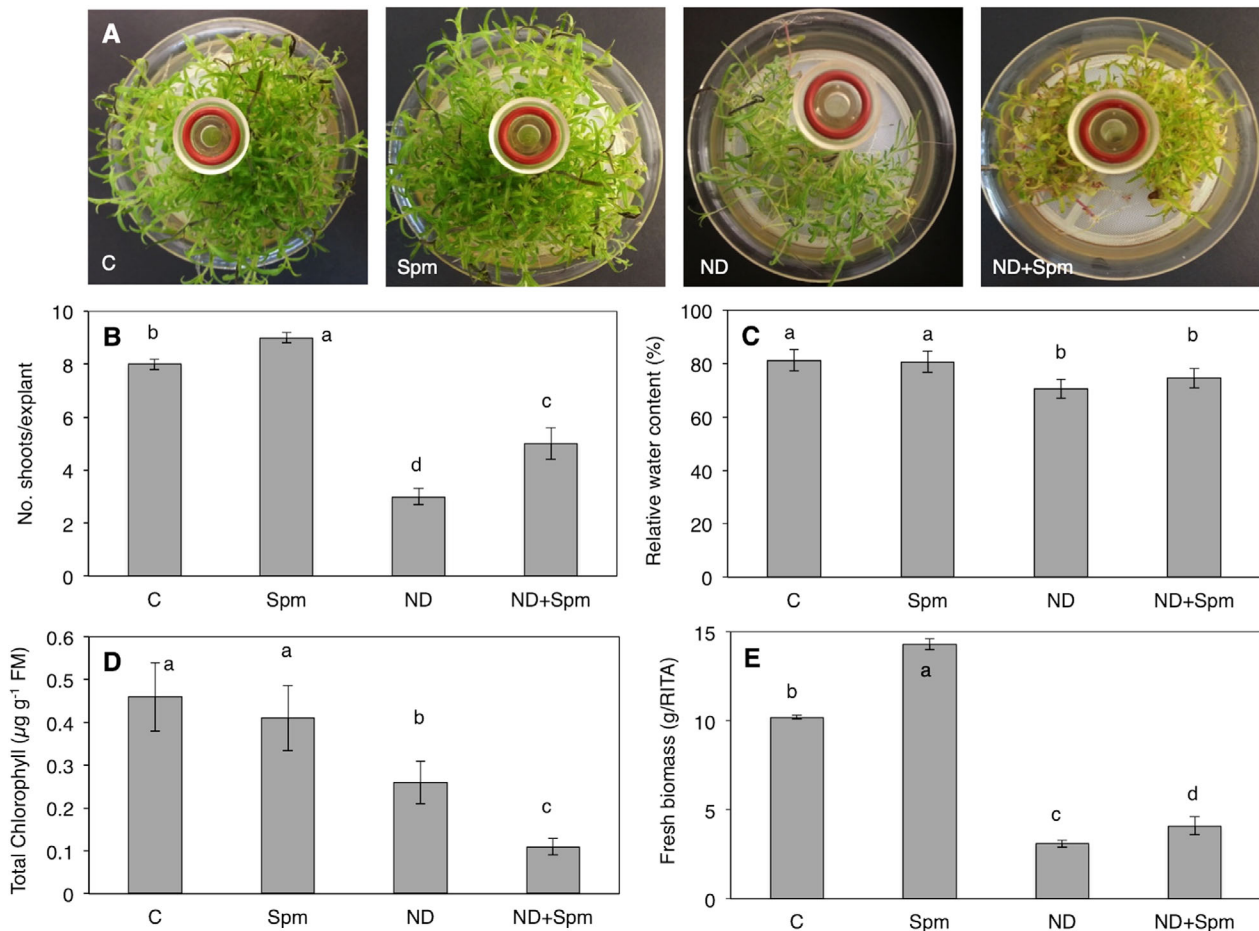 A
C
Spm
ND
ND+Spm
B
No. shoots/explant
10
8
6
4
2
0
b
a
d
c
C
Spm
ND
ND+Spm
C
Relative water content (%)
100
80
60
40
20
0
a
a
b
b
C
Spm
ND
ND+Spm
D
Total Chlorophyll (µg g⁻¹ FM)
0.6
0.5
0.4
0.3
0.2
0.1
0
a
a
b
c
C
Spm
ND
ND+Spm
E
Fresh biomass (g/RITA)
15
10
5
0
b
a
c
d
C
Spm
ND
ND+Spm